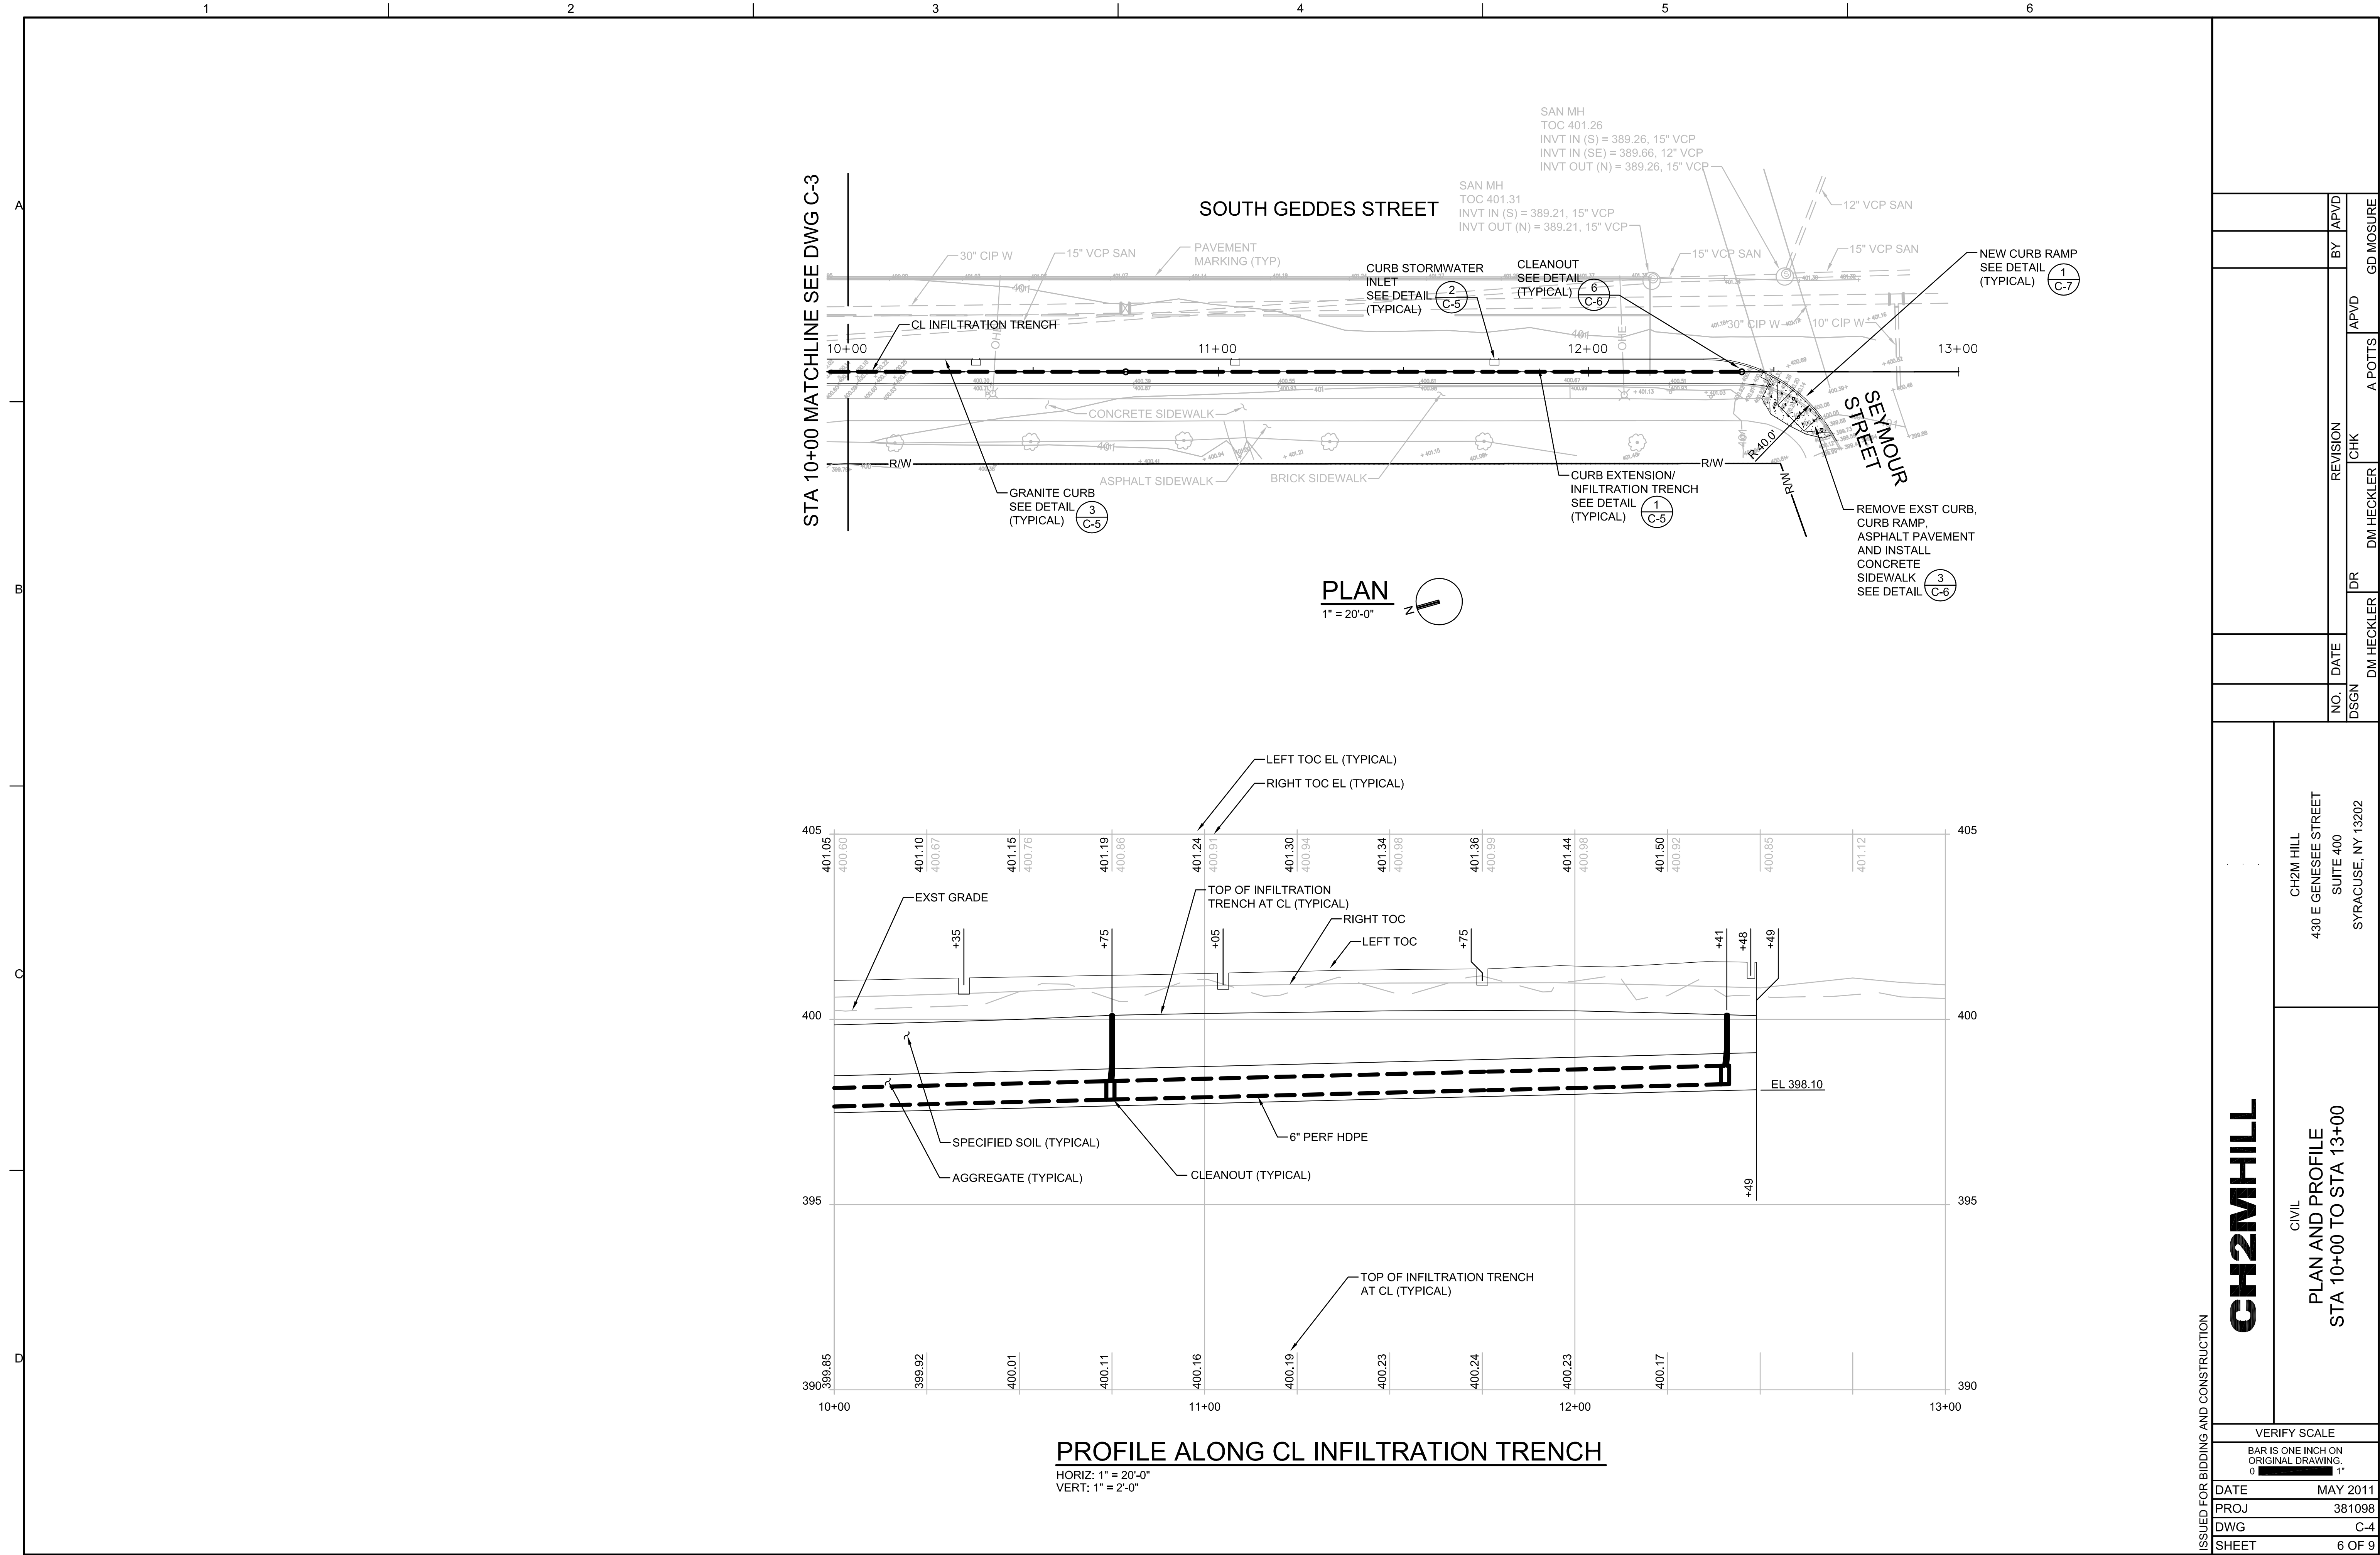 1
2
3
4
5
6
A
B
C
D
STA 10+00 MATCHLINE SEE DWG C-3
SOUTH GEDDES STREET
SAN MH
TOC 401.26
INVT IN (S) = 389.26, 15" VCP
INVT IN (SE) = 389.66, 12" VCP
INVT OUT (N) = 389.26, 15" VCP
SAN MH
TOC 401.31
INVT IN (S) = 389.21, 15" VCP
INVT OUT (N) = 389.21, 15" VCP
12" VCP SAN
30" CIP W
15" VCP SAN
PAVEMENT
MARKING (TYP)
15" VCP SAN
15" VCP SAN
NEW CURB RAMP
SEE DETAIL
(TYPICAL)
1
C-7
CURB STORMWATER
INLET
SEE DETAIL
(TYPICAL)
2
C-5
CLEANOUT
SEE DETAIL
(TYPICAL)
6
C-6
CL INFILTRATION TRENCH
OHE
OHE
401
401
30" CIP W
10" CIP W
10+00
11+00
12+00
13+00
401
CONCRETE SIDEWALK
401
401
R/W
R/W
R/W
ASPHALT SIDEWALK
BRICK SIDEWALK
R 40.0'
SEYMOUR
STREET
GRANITE CURB
SEE DETAIL
(TYPICAL)
3
C-5
CURB EXTENSION/
INFILTRATION TRENCH
SEE DETAIL
(TYPICAL)
1
C-5
REMOVE EXST CURB,
CURB RAMP,
ASPHALT PAVEMENT
AND INSTALL
CONCRETE
SIDEWALK
SEE DETAIL
3
C-6
PLAN
1" = 20'-0"
N
LEFT TOC EL (TYPICAL)
RIGHT TOC EL (TYPICAL)
405
401.05
400.60
401.10
400.67
401.15
400.76
401.19
400.86
401.24
400.91
401.30
400.94
401.34
400.98
401.36
400.99
401.44
400.98
401.50
400.92
400.85
401.12
405
EXST GRADE
TOP OF INFILTRATION
TRENCH AT CL (TYPICAL)
RIGHT TOC
LEFT TOC
+35
+75
+05
+75
+41
+48
+49
400
400
EL 398.10
SPECIFIED SOIL (TYPICAL)
6" PERF HDPE
AGGREGATE (TYPICAL)
CLEANOUT (TYPICAL)
+49
395
395
TOP OF INFILTRATION TRENCH
AT CL (TYPICAL)
399.85
399.92
400.01
400.11
400.16
400.19
400.23
400.24
400.23
400.17
390
390
10+00
11+00
12+00
13+00
PROFILE ALONG CL INFILTRATION TRENCH
HORIZ: 1" = 20'-0"
VERT: 1" = 2'-0"
ISSUED FOR BIDDING AND CONSTRUCTION
NO.
DATE
REVISION
BY
APVD
DSGN
DM HECKLER
DR
DM HECKLER
CHK
A POTTS
APVD
GD MOSURE
CH2M HILL
430 E GENESEE STREET
SUITE 400
SYRACUSE, NY 13202
CH2MHILL
CIVIL
PLAN AND PROFILE
STA 10+00 TO STA 13+00
VERIFY SCALE
BAR IS ONE INCH ON
ORIGINAL DRAWING.
0 1"
DATE MAY 2011
PROJ 381098
DWG C-4
SHEET 6 OF 9